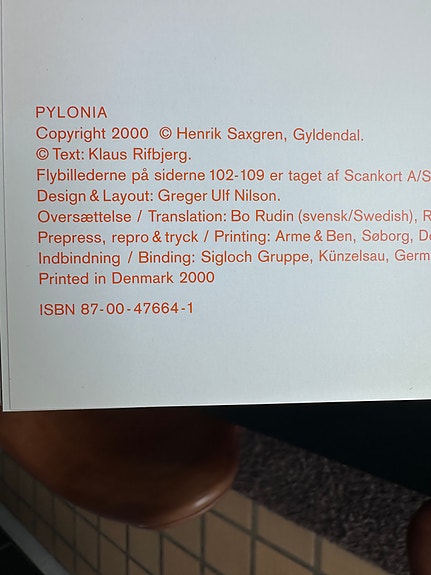 PYLONIA
Copyright 2000 © Henrik Saxgren, Gyldendal.
© Text: Klaus Rifbjerg.
Flybillederne på siderne 102-109 er taget af Scankort A/S
Design & Layout: Greger Ulf Nilson.
Oversættelse / Translation: Bo Rudin (svensk/Swedish), R
Prepress, repro & tryck / Printing: Arme & Ben, Søborg, De
Indbindning / Binding: Sigloch Gruppe, Künzelsau, Germ
Printed in Denmark 2000
ISBN 87-00-47664-1